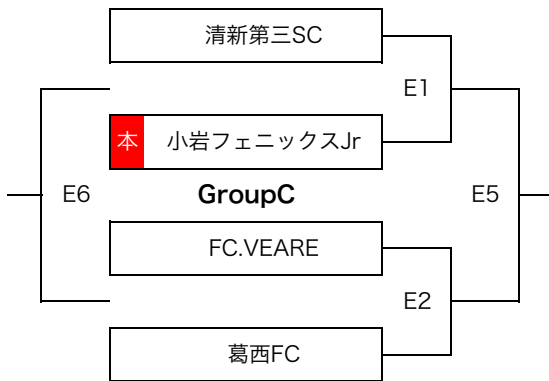 清新第三SC
E1
本 小岩フェニックスJr
E6 GroupC E5
FC.VEARE
E2
葛西FC